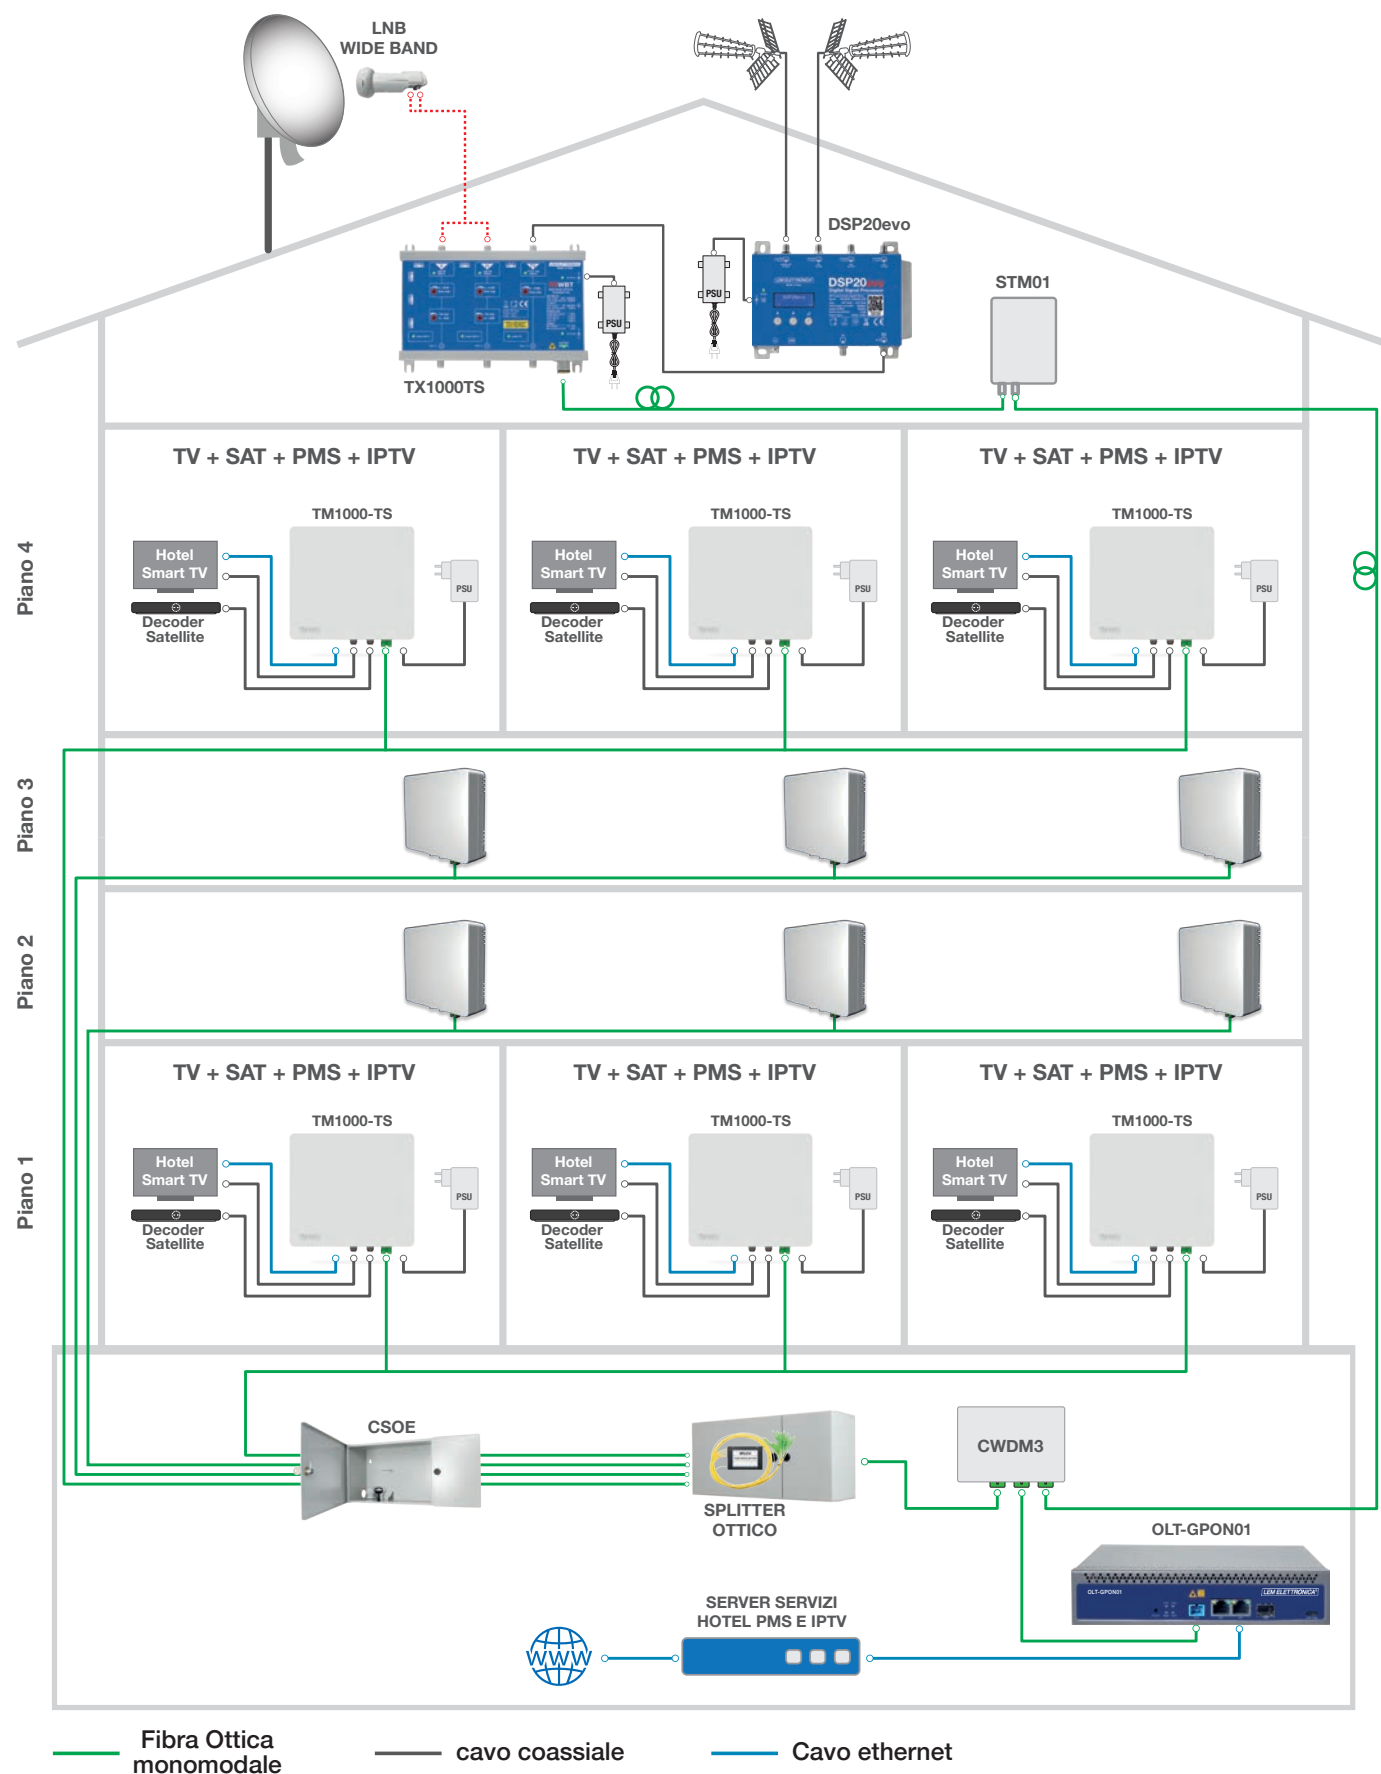 LNB
WIDE BAND
DSP20evo
STM01
PSU
PSU
DSP20evo
TX1000TS
TV + SAT + PMS + IPTV
TV + SAT + PMS + IPTV
TV + SAT + PMS + IPTV
Piano 4
TM1000-TS
Hotel
Smart TV
Decoder
Satellite
PSU
TM1000-TS
Hotel
Smart TV
Decoder
Satellite
PSU
TM1000-TS
Hotel
Smart TV
Decoder
Satellite
PSU
Piano 3
Piano 2
TV + SAT + PMS + IPTV
TV + SAT + PMS + IPTV
TV + SAT + PMS + IPTV
Piano 1
TM1000-TS
Hotel
Smart TV
Decoder
Satellite
PSU
TM1000-TS
Hotel
Smart TV
Decoder
Satellite
PSU
TM1000-TS
Hotel
Smart TV
Decoder
Satellite
PSU
CSOE
SPLITTER
OTTICO
CWDM3
OLT-GPON01
OLT-GPON01
LEM ELETTRONICA
SERVER SERVIZI
HOTEL PMS E IPTV
WWW
Fibra Ottica
monomodale
cavo coassiale
Cavo ethernet